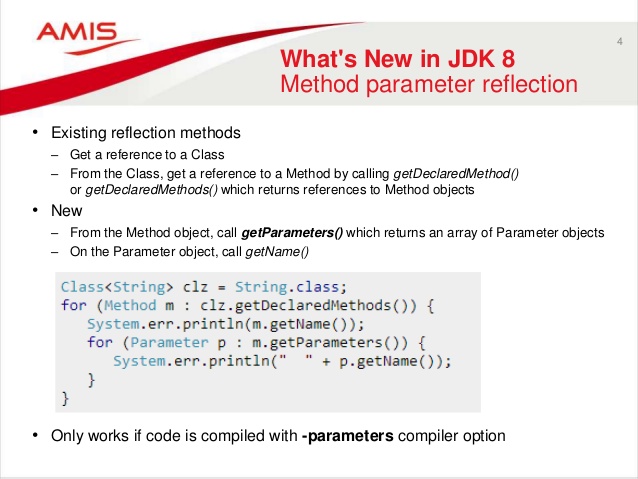 AMIS
4
What's New in JDK 8
Method parameter reflection
• Existing reflection methods
– Get a reference to a Class
– From the Class, get a reference to a Method by calling getDeclaredMethod()
or getDeclaredMethods() which returns references to Method objects
• New
– From the Method object, call getParameters() which returns an array of Parameter objects
– On the Parameter object, call getName()
Class<String> clz = String.class;
for (Method m : clz.getDeclaredMethods()) {
System.err.println(m.getName());
for (Parameter p : m.getParameters()) {
System.err.println("  " + p.getName());
}
}
• Only works if code is compiled with -parameters compiler option